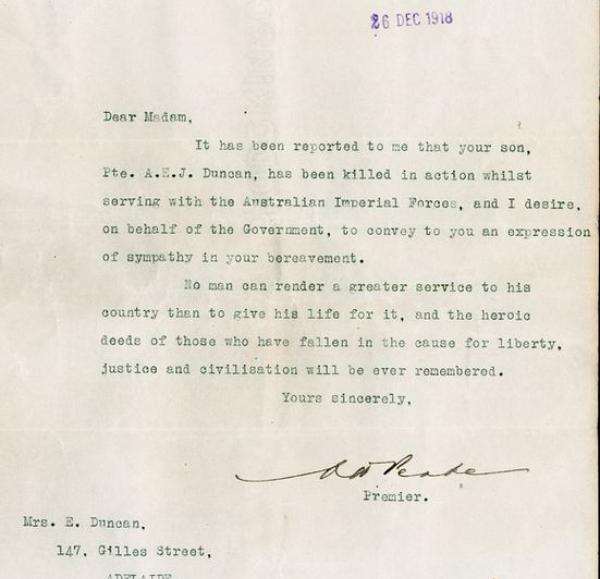 26 DEC 1918
Dear Madam,
It has been reported to me that your son,
Pte. A.E.J. Duncan, has been killed in action whilst
serving with the Australian Imperial Forces, and I desire,
on behalf of the Government, to convey to you an expression
of sympathy in your bereavement.
No man can render a greater service to his
country than to give his life for it, and the heroic
deeds of those who have fallen in the cause for liberty,
justice and civilisation will be ever remembered.
Yours sincerely,
Premier.
Mrs. E. Duncan,
147, Gilles Street,
ADELAIDE